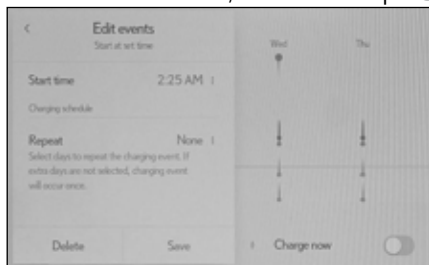 Edit events
Start at set time
Start time 2:25 AM
Charging schedule
Repeat None
Select days to repeat the charging event. If
extra days are not selected, charging event
will occur once.
Delete Save
Wed Thu
Charge now